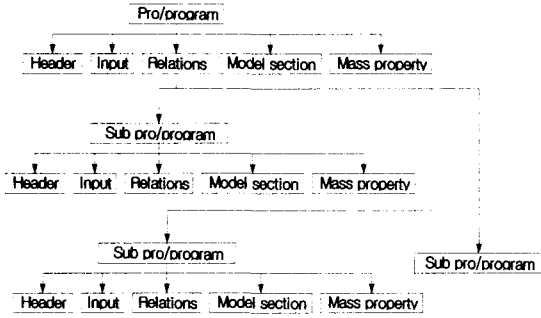 Pro/program
Header Input Relations Model section Mass property
Sub pro/program
Header Input Relations Model section Mass property
Sub pro/program
Sub pro/program
Header Input Relations Model section Mass property